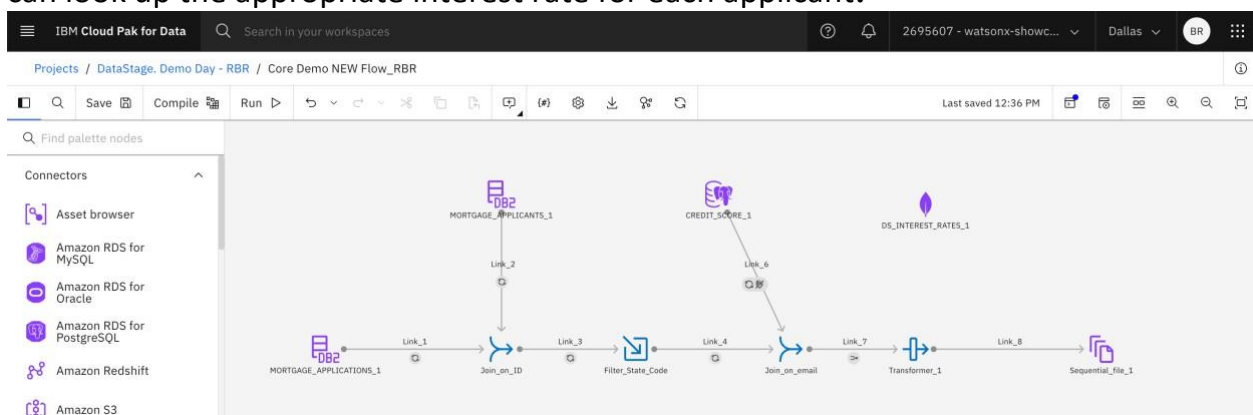 can look up the appropriate interest rate for each applicant.
IBM Cloud Pak for Data
Search in your workspaces
2695607 - watsonx-showc...
Dallas
BR
Projects / DataStage. Demo Day - RBR / Core Demo NEW Flow_RBR
Save
Compile
Run
{#}
Last saved 12:36 PM
Find palette nodes
Connectors
Asset browser
Amazon RDS for
MySQL
Amazon RDS for
Oracle
Amazon RDS for
PostgreSQL
Amazon Redshift
Amazon S3
DB2
MORTGAGE_APPLICANTS_1
CREDIT_SCORE_1
DS_INTEREST_RATES_1
Link_2
Link_6
DB2
MORTGAGE_APPLICATIONS_1
Link_1
Join_on_ID
Link_3
Filter_State_Code
Link_4
Join_on_email
Link_7
Transformer_1
Link_8
Sequential_file_1